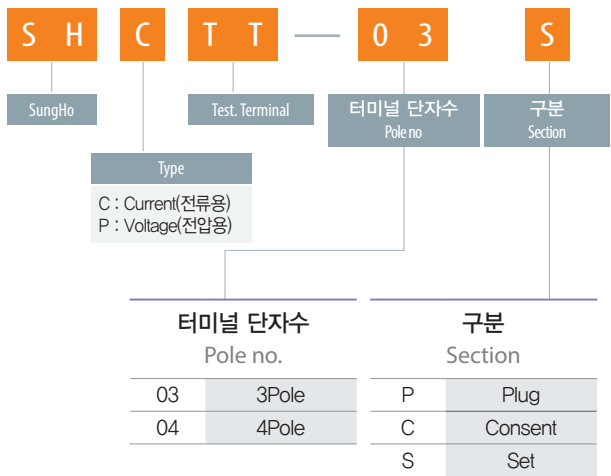 S H C T T — 0 3 S
SungHo
Test. Terminal
터미널 단자수
Pole no
구분
Section
Type
C : Current(전류용)
P : Voltage(전압용)
터미널 단자수
Pole no.
03 3Pole
04 4Pole
구분
Section
P Plug
C Consent
S Set